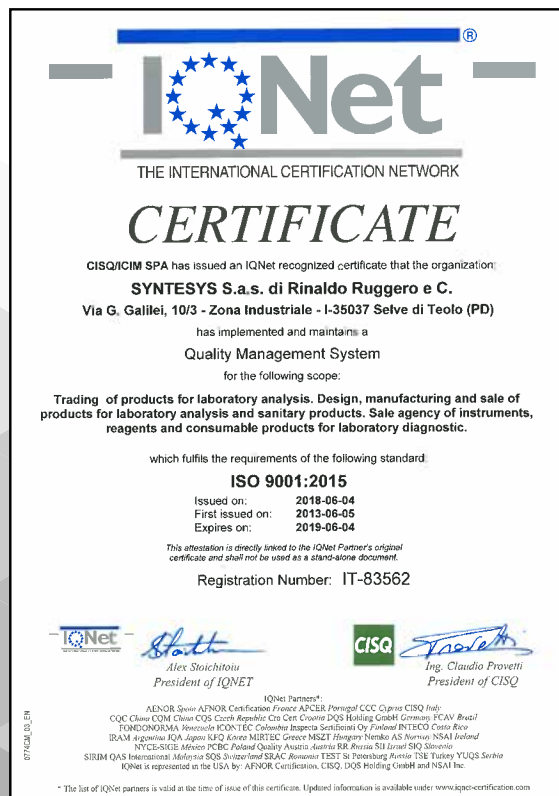 IQNet ®
THE INTERNATIONAL CERTIFICATION NETWORK
CERTIFICATE
CISQ/ICIM SPA has issued an IQNet recognized certificate that the organization:
SYNTESYS S.a.s. di Rinaldo Ruggero e C.
Via G. Galilei, 10/3 - Zona Industriale - I-35037 Selve di Teolo (PD)
has implemented and maintains a
Quality Management System
for the following scope:
Trading of products for laboratory analysis. Design, manufacturing and sale of
products for laboratory analysis and sanitary products. Sale agency of instruments,
reagents and consumable products for laboratory diagnostic.
which fulfils the requirements of the following standard:
ISO 9001:2015
Issued on: 2018-06-04
First issued on: 2013-06-05
Expires on: 2019-06-04
This attestation is directly linked to the IQNet Partner's original
certificate and shall not be used as a stand-alone document.
Registration Number: IT-83562
IQNet
CISQ
Alex Stoichitoiu
President of IQNET
Ing. Claudio Provetti
President of CISQ
IQNet Partners*:
AENOR Spain AFNOR Certification France APCER Portugal CCC Cyprus CISQ Italy
CQC China CQM China CQS Czech Republic Cro Cert Croatia DQS Holding GmbH Germany FCAV Brazil
FONDONORMA Venezuela ICONTEC Colombia Inspecta Sertifiointi Oy Finland INTECO Costa Rica
IRAM Argentina JQA Japan KFQ Korea MIRTEC Greece MSZT Hungary Nemko AS Norway NSAI Ireland
NYCE-SIGE México PCBC Poland Quality Austria Austria RR Russia SII Israel SIQ Slovenia
SIRIM QAS International Malaysia SQS Switzerland SRAC Romania TEST St Petersburg Russia TSE Turkey YUQS Serbia
IQNet is represented in the USA by: AFNOR Certification, CISQ, DQS Holding GmbH and NSAI Inc.
* The list of IQNet partners is valid at the time of issue of this certificate. Updated information is available under www.iqnet-certification.com